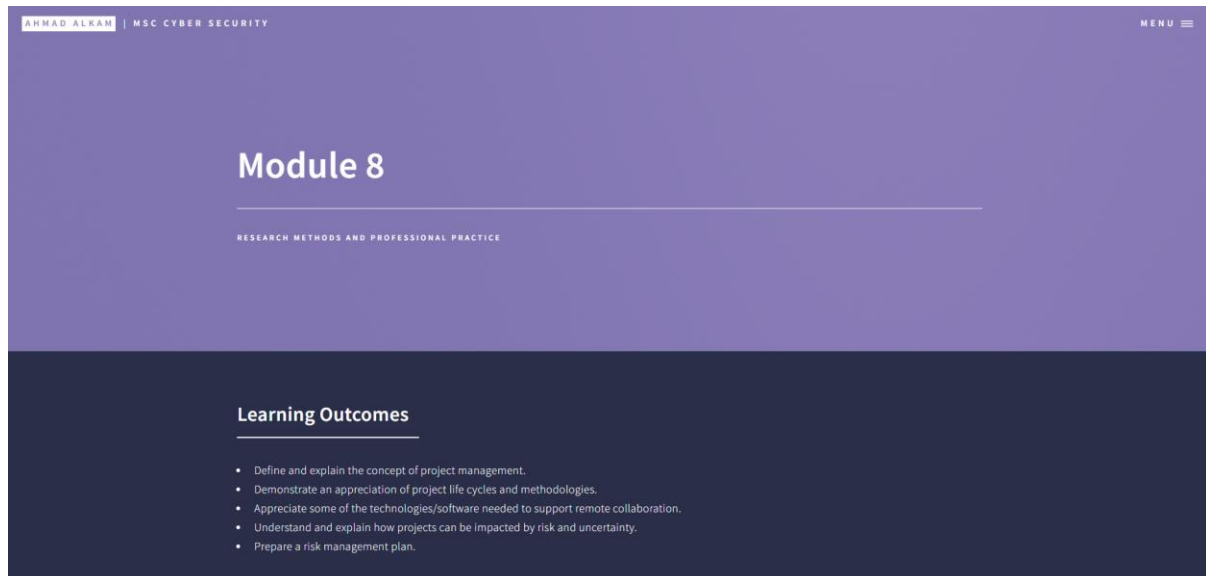 AHMAD ALKAM | MSC CYBER SECURITY
MENU
Module 8
RESEARCH METHODS AND PROFESSIONAL PRACTICE
Learning Outcomes
• Define and explain the concept of project management.
• Demonstrate an appreciation of project life cycles and methodologies.
• Appreciate some of the technologies/software needed to support remote collaboration.
• Understand and explain how projects can be impacted by risk and uncertainty.
• Prepare a risk management plan.